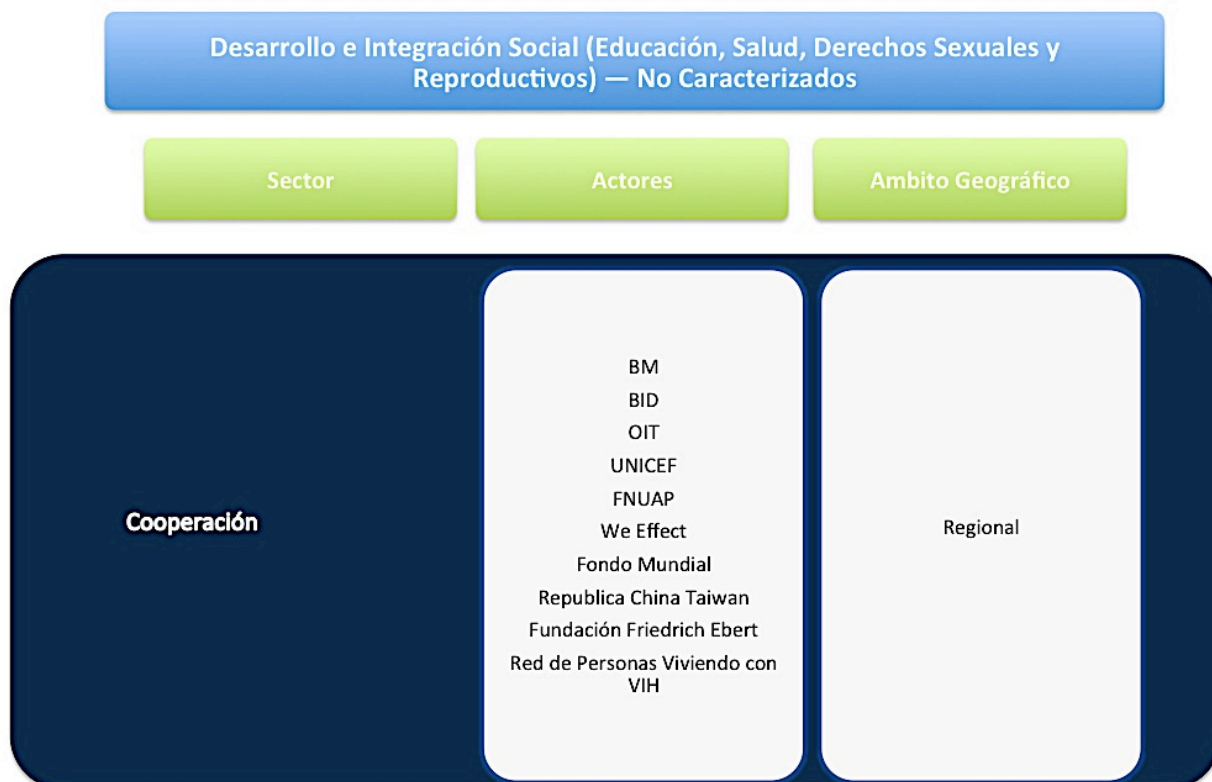 Desarrollo e Integración Social (Educación, Salud, Derechos Sexuales y
Reproductivos) — No Caracterizados
Sector
Actores
Ambito Geográfico
Cooperación
BM
BID
OIT
UNICEF
FNUAP
We Effect
Fondo Mundial
Republica China Taiwan
Fundación Friedrich Ebert
Red de Personas Viviendo con
VIH
Regional